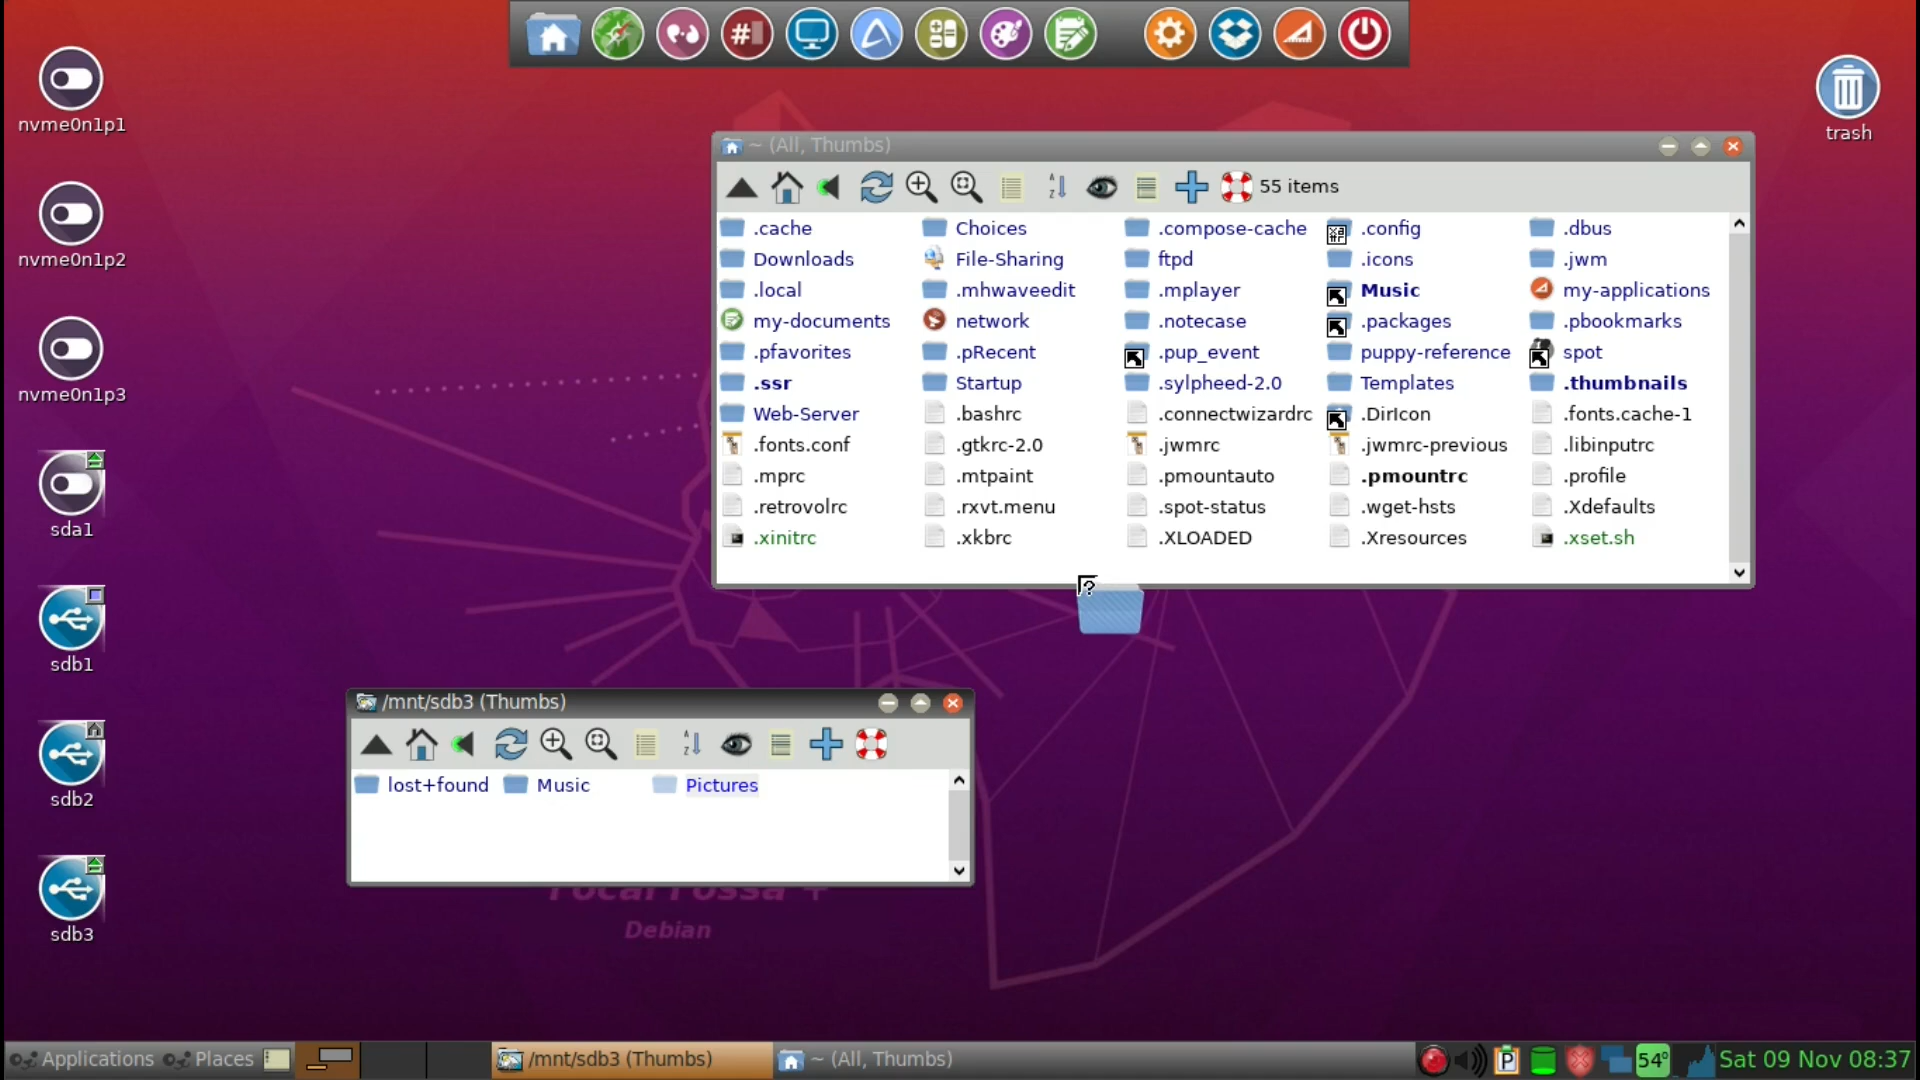 nvme0n1p1
nvme0n1p2
nvme0n1p3
sda1
sdb1
sdb2
sdb3
trash
~ (All, Thumbs)
55 items
.cache Choices .compose-cache .config .dbus
Downloads File-Sharing ftpd .icons .jwm
.local .mhwaveedit .mplayer Music my-applications
my-documents network .notecase .packages .pbookmarks
.pfavorites .pRecent .pup_event puppy-reference spot
.ssr Startup .sylpheed-2.0 Templates .thumbnails
Web-Server .bashrc .connectwizardrc .DirIcon .fonts.cache-1
.fonts.conf .gtkrc-2.0 .jwmrc .jwmrc-previous .libinputrc
.mprc .mtpaint .pmountauto .pmountrc .profile
.retrovolrc .rxvt.menu .spot-status .wget-hsts .Xdefaults
.xinitrc .xkbrc .XLOADED .Xresources .xset.sh
/mnt/sdb3 (Thumbs)
lost+found Music Pictures
Focal Fossa +
Debian
Applications Places /mnt/sdb3 (Thumbs) ~ (All, Thumbs) P 54° Sat 09 Nov 08:37